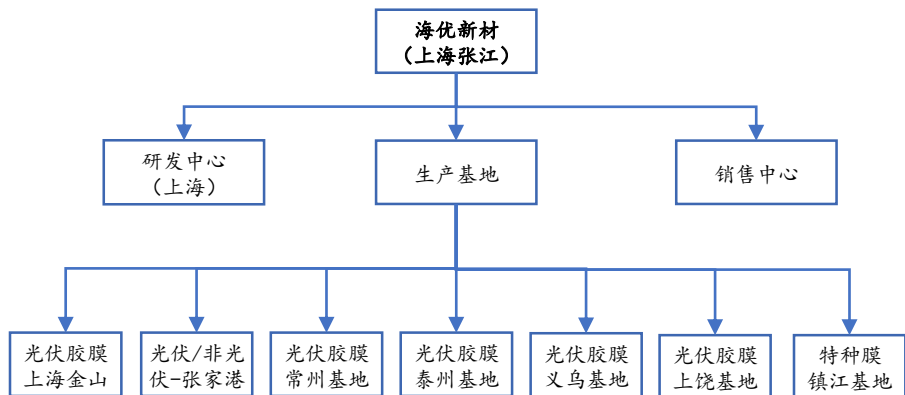 海优新材
（上海张江）
研发中心
（上海）
生产基地
销售中心
光伏胶膜
上海金山
光伏/非光
伏-张家港
光伏胶膜
常州基地
光伏胶膜
泰州基地
光伏胶膜
义乌基地
光伏胶膜
上饶基地
特种膜
镇江基地